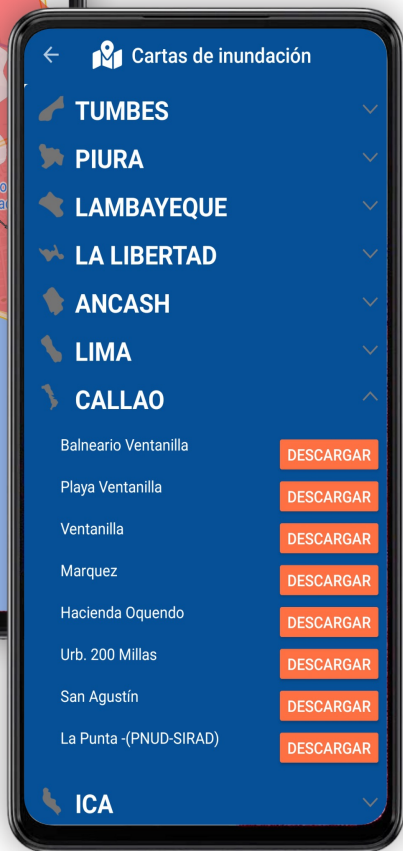 Cartas de inundación
TUMBES
PIURA
LAMBAYEQUE
LA LIBERTAD
ANCASH
LIMA
CALLAO
Balneario Ventanilla DESCARGAR
Playa Ventanilla DESCARGAR
Ventanilla DESCARGAR
Marquez DESCARGAR
Hacienda Oquendo DESCARGAR
Urb. 200 Millas DESCARGAR
San Agustín DESCARGAR
La Punta -(PNUD-SIRAD) DESCARGAR
ICA